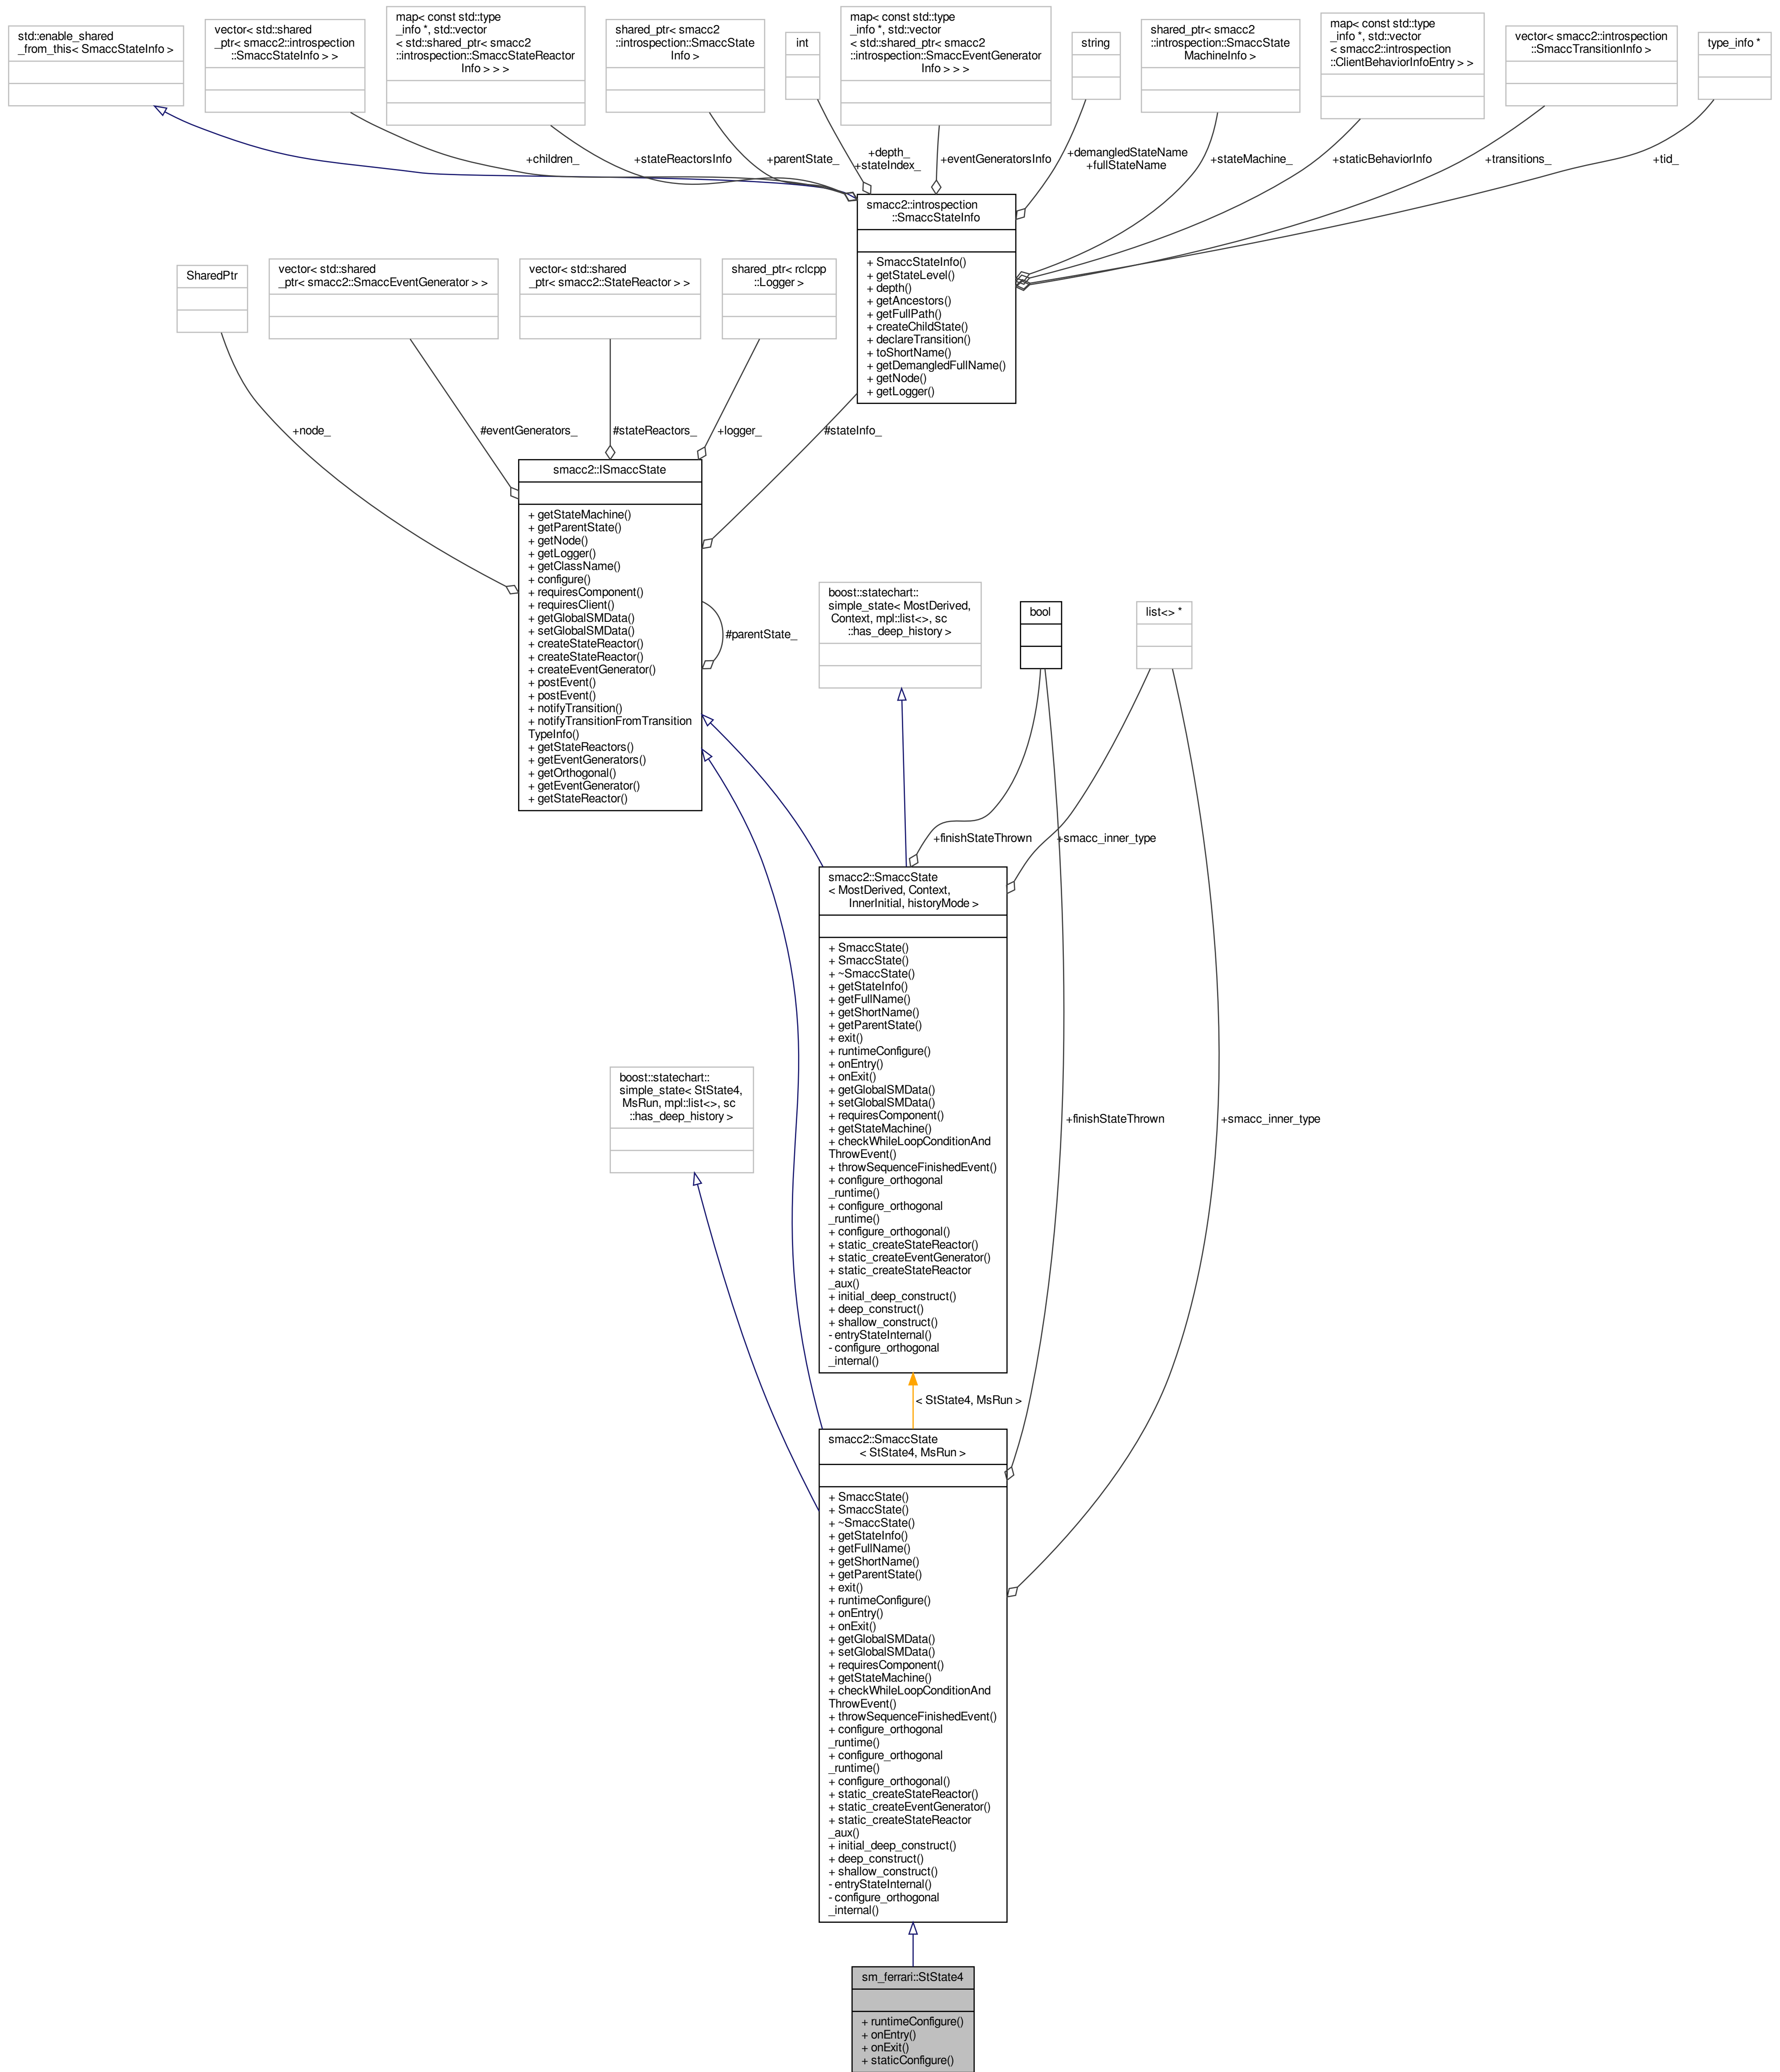 std::enable_shared
_from_this< SmaccStateInfo >
vector< std::shared
_ptr< smacc2::introspection
::SmaccStateInfo > >
map< const std::type
_info *, std::vector
< std::shared_ptr< smacc2
::introspection::SmaccStateReactor
Info > > >
shared_ptr< smacc2
::introspection::SmaccState
Info >
int
map< const std::type
_info *, std::vector
< std::shared_ptr< smacc2
::introspection::SmaccEventGenerator
Info > > >
string
shared_ptr< smacc2
::introspection::SmaccState
MachineInfo >
map< const std::type
_info *, std::vector
< smacc2::introspection
::ClientBehaviorInfoEntry > >
vector< smacc2::introspection
::SmaccTransitionInfo >
type_info *
+children_
+stateReactorsInfo
+parentState_
+depth_
+stateIndex_
+eventGeneratorsInfo
+demangledStateName
+fullStateName
+stateMachine_
+staticBehaviorInfo
+transitions_
+tid_
smacc2::introspection
::SmaccStateInfo
+ SmaccStateInfo()
+ getStateLevel()
+ depth()
+ getAncestors()
+ getFullPath()
+ createChildState()
+ declareTransition()
+ toShortName()
+ getDemangledFullName()
+ getNode()
+ getLogger()
SharedPtr
vector< std::shared
_ptr< smacc2::SmaccEventGenerator > >
vector< std::shared
_ptr< smacc2::StateReactor > >
shared_ptr< rclcpp
::Logger >
+node_
#eventGenerators_
#stateReactors_
+logger_
#stateInfo_
smacc2::ISmaccState
+ getStateMachine()
+ getParentState()
+ getNode()
+ getLogger()
+ getClassName()
+ configure()
+ requiresComponent()
+ requiresClient()
+ getGlobalSMData()
+ setGlobalSMData()
+ createStateReactor()
+ createStateReactor()
+ createEventGenerator()
+ postEvent()
+ postEvent()
+ notifyTransition()
+ notifyTransitionFromTransition
TypeInfo()
+ getStateReactors()
+ getEventGenerators()
+ getOrthogonal()
+ getEventGenerator()
+ getStateReactor()
#parentState_
boost::statechart::
simple_state< MostDerived,
Context, mpl::list<>, sc
::has_deep_history >
bool
list<> *
+finishStateThrown
+smacc_inner_type
smacc2::SmaccState
< MostDerived, Context,
InnerInitial, historyMode >
+ SmaccState()
+ SmaccState()
+ ~SmaccState()
+ getStateInfo()
+ getFullName()
+ getShortName()
+ getParentState()
+ exit()
+ runtimeConfigure()
+ onEntry()
+ onExit()
+ getGlobalSMData()
+ setGlobalSMData()
+ requiresComponent()
+ getStateMachine()
+ checkWhileLoopConditionAnd
ThrowEvent()
+ throwSequenceFinishedEvent()
+ configure_orthogonal
_runtime()
+ configure_orthogonal
_runtime()
+ configure_orthogonal()
+ static_createStateReactor()
+ static_createEventGenerator()
+ static_createStateReactor
_aux()
+ initial_deep_construct()
+ deep_construct()
+ shallow_construct()
- entryStateInternal()
- configure_orthogonal
_internal()
boost::statechart::
simple_state< StState4,
MsRun, mpl::list<>, sc
::has_deep_history >
+finishStateThrown
+smacc_inner_type
< StState4, MsRun >
smacc2::SmaccState
< StState4, MsRun >
+ SmaccState()
+ SmaccState()
+ ~SmaccState()
+ getStateInfo()
+ getFullName()
+ getShortName()
+ getParentState()
+ exit()
+ runtimeConfigure()
+ onEntry()
+ onExit()
+ getGlobalSMData()
+ setGlobalSMData()
+ requiresComponent()
+ getStateMachine()
+ checkWhileLoopConditionAnd
ThrowEvent()
+ throwSequenceFinishedEvent()
+ configure_orthogonal
_runtime()
+ configure_orthogonal
_runtime()
+ configure_orthogonal()
+ static_createStateReactor()
+ static_createEventGenerator()
+ static_createStateReactor
_aux()
+ initial_deep_construct()
+ deep_construct()
+ shallow_construct()
- entryStateInternal()
- configure_orthogonal
_internal()
sm_ferrari::StState4
+ runtimeConfigure()
+ onEntry()
+ onExit()
+ staticConfigure()